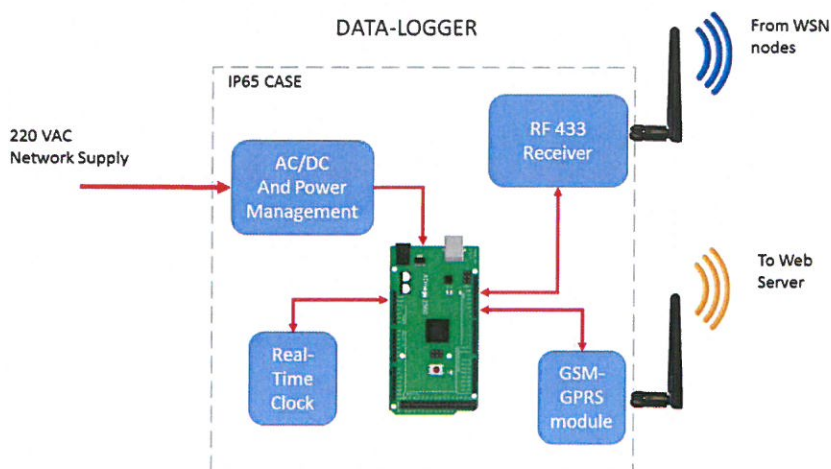 DATA-LOGGER
From WSN
nodes
IP65 CASE
220 VAC
Network Supply
AC/DC
And Power
Management
RF 433
Receiver
To Web
Server
Real-
Time
Clock
GSM-
GPRS
module